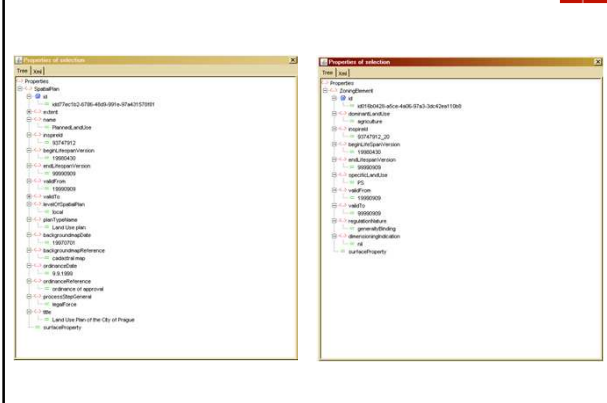 Properties of selection
Tree
Xml
Properties
SpatialPlan
id
extent
name
PlannedLandUse
inspireId
93747912
beginLifespanVersion
19980430
endLifespanVersion
99990909
validFrom
19990909
validTo
levelOfSpatialPlan
local
planTypeName
Land Use plan
backgroundmapDate
19970701
backgroundmapReference
cadastral map
ordinanceDate
9.9.1999
ordinanceReference
ordinance of approval
processStepGeneral
legalForce
title
Land Use Plan of the City of Prague
surfaceProperty
Properties of selection
Tree
Xml
Properties
ZoningElement
id
dominantLandUse
agriculture
inspireId
93747912_20
beginLifeSpanVersion
19980430
endLifespanVersion
99990909
specificLandUse
PS
validFrom
19990909
validTo
99990909
regulationNature
generallyBinding
dimensioningIndication
nil
surfaceProperty